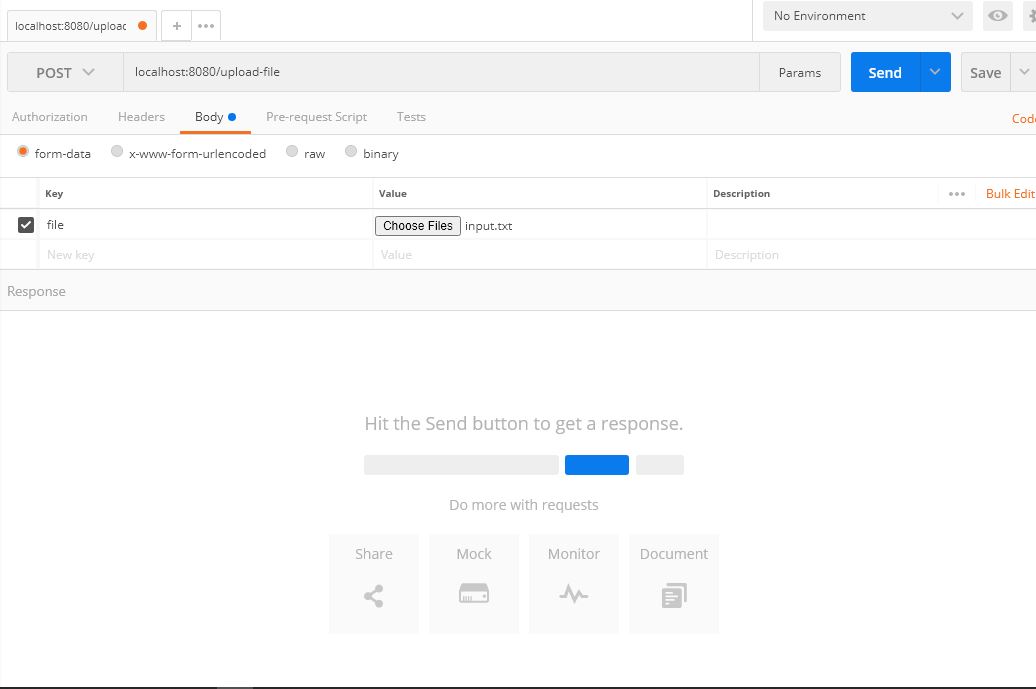 localhost:8080/upload
No Environment
POST
localhost:8080/upload-file
Params
Send
Save
Authorization
Headers
Body
Pre-request Script
Tests
Code
form-data
x-www-form-urlencoded
raw
binary
Key
Value
Description
Bulk Edit
file
Choose Files
input.txt
New key
Value
Description
Response
Hit the Send button to get a response.
Do more with requests
Share
Mock
Monitor
Document